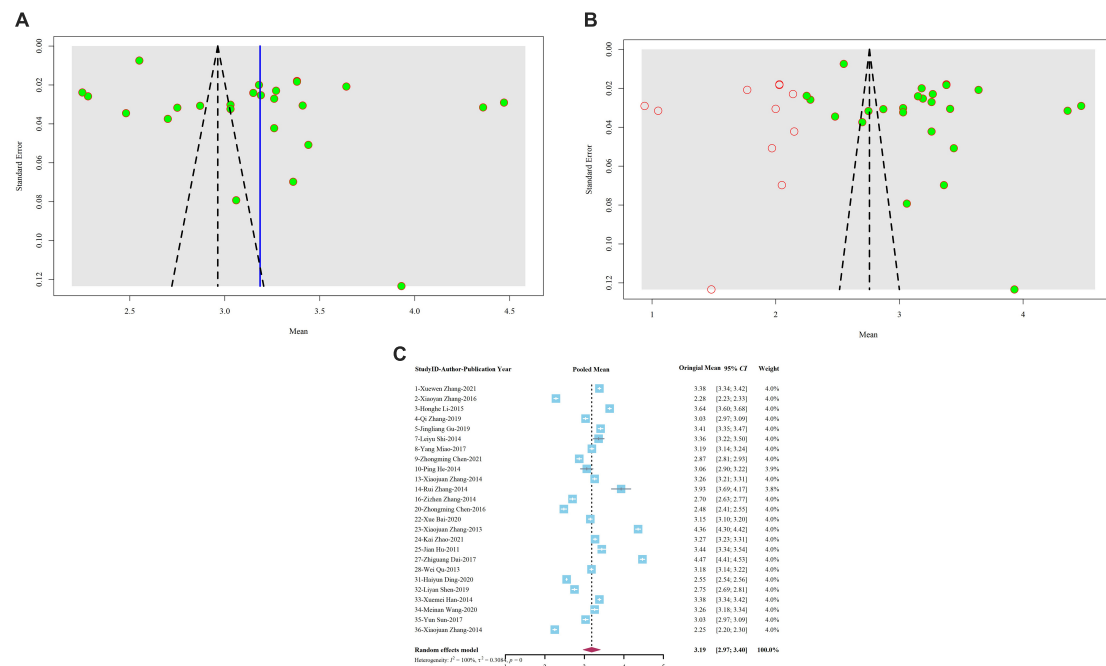 A
B
0.00
0.02
0.04
0.06
0.08
0.10
0.12
Standard Error
2.5 3.0 3.5 4.0 4.5
Mean
0.00
0.02
0.04
0.06
0.08
0.10
0.12
Standard Error
1 2 3 4
Mean
C
StudyID-Author-Publication Year Pooled Mean Oringial Mean 95% CI Weight
1-Xuewen Zhang-2021 3.38 [3.34; 3.42] 4.0%
2-Xiaoyan Zhang-2016 2.28 [2.23; 2.33] 4.0%
3-Honghe Li-2015 3.64 [3.60; 3.68] 4.0%
4-Qi Zhang-2019 3.03 [2.97; 3.09] 4.0%
5-Jingliang Gu-2019 3.41 [3.35; 3.47] 4.0%
7-Leiyu Shi-2014 3.36 [3.22; 3.50] 4.0%
8-Yang Miao-2017 3.19 [3.14; 3.24] 4.0%
9-Zhongming Chen-2021 2.87 [2.81; 2.93] 4.0%
10-Ping He-2014 3.06 [2.90; 3.22] 3.9%
13-Xiaojuan Zhang-2014 3.26 [3.21; 3.31] 4.0%
14-Rui Zhang-2014 3.93 [3.69; 4.17] 3.8%
16-Zizhen Zhang-2014 2.70 [2.63; 2.77] 4.0%
20-Zhongming Chen-2016 2.48 [2.41; 2.55] 4.0%
22-Xue Bai-2020 3.15 [3.10; 3.20] 4.0%
23-Xiaojuan Zhang-2013 4.36 [4.30; 4.42] 4.0%
24-Kai Zhao-2021 3.27 [3.23; 3.31] 4.0%
25-Jian Hu-2011 3.44 [3.34; 3.54] 4.0%
27-Zhiguang Dai-2017 4.47 [4.41; 4.53] 4.0%
28-Wei Qu-2013 3.18 [3.14; 3.22] 4.0%
31-Haiyun Ding-2020 2.55 [2.54; 2.56] 4.0%
32-Liyan Shen-2019 2.75 [2.69; 2.81] 4.0%
33-Xuemei Han-2014 3.38 [3.34; 3.42] 4.0%
34-Meinan Wang-2020 3.26 [3.18; 3.34] 4.0%
35-Yun Sun-2017 3.03 [2.97; 3.09] 4.0%
36-Xiaojuan Zhang-2014 2.25 [2.20; 2.30] 4.0%
Random effects model 3.19 [2.97; 3.40] 100.0%
Heterogeneity: I² = 100%, τ² = 0.3084, p = 0